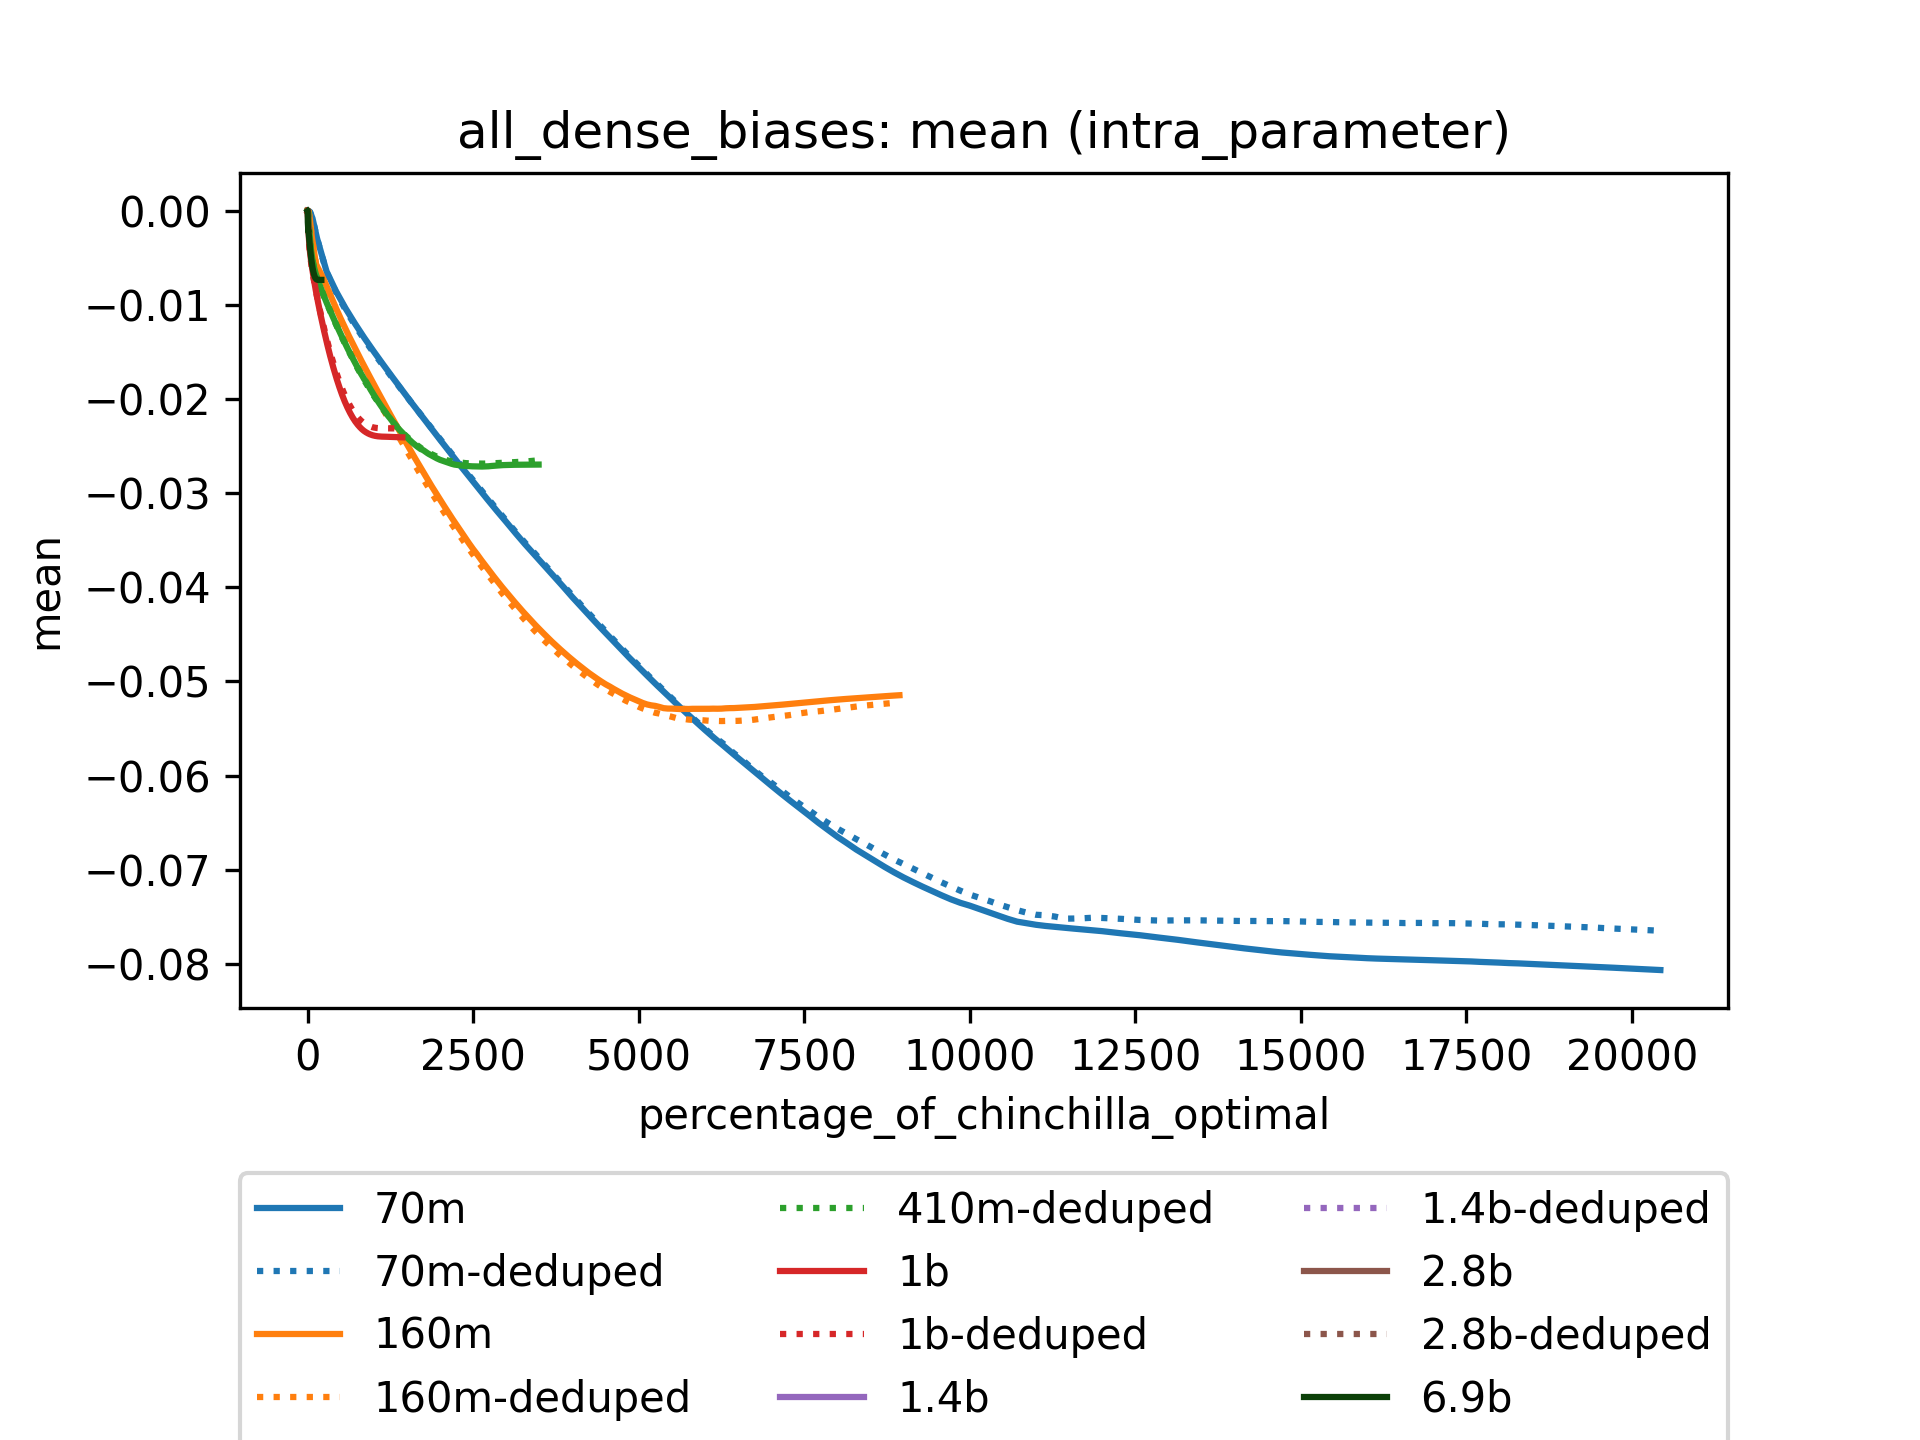 all_dense_biases: mean (intra_parameter)
0.00
−0.01
−0.02
−0.03
−0.04
−0.05
−0.06
−0.07
−0.08
mean
0 2500 5000 7500 10000 12500 15000 17500 20000
percentage_of_chinchilla_optimal
70m 410m-deduped 1.4b-deduped
70m-deduped 1b 2.8b
160m 1b-deduped 2.8b-deduped
160m-deduped 1.4b 6.9b